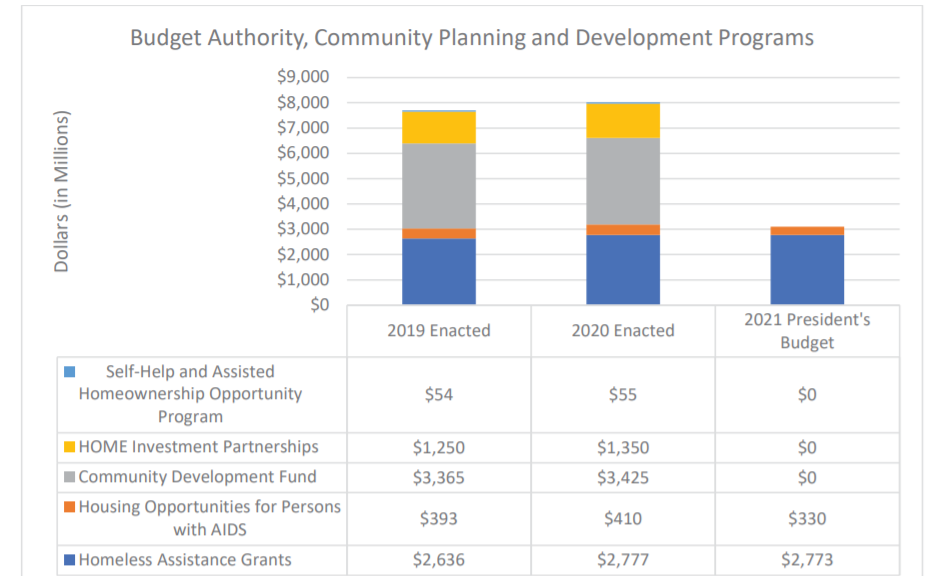 Budget Authority, Community Planning and Development Programs
Dollars (in Millions)
$9,000
$8,000
$7,000
$6,000
$5,000
$4,000
$3,000
$2,000
$1,000
$0
2019 Enacted
2020 Enacted
2021 President's
Budget
Self-Help and Assisted
Homeownership Opportunity
Program
$54
$55
$0
HOME Investment Partnerships
$1,250
$1,350
$0
Community Development Fund
$3,365
$3,425
$0
Housing Opportunities for Persons
with AIDS
$393
$410
$330
Homeless Assistance Grants
$2,636
$2,777
$2,773